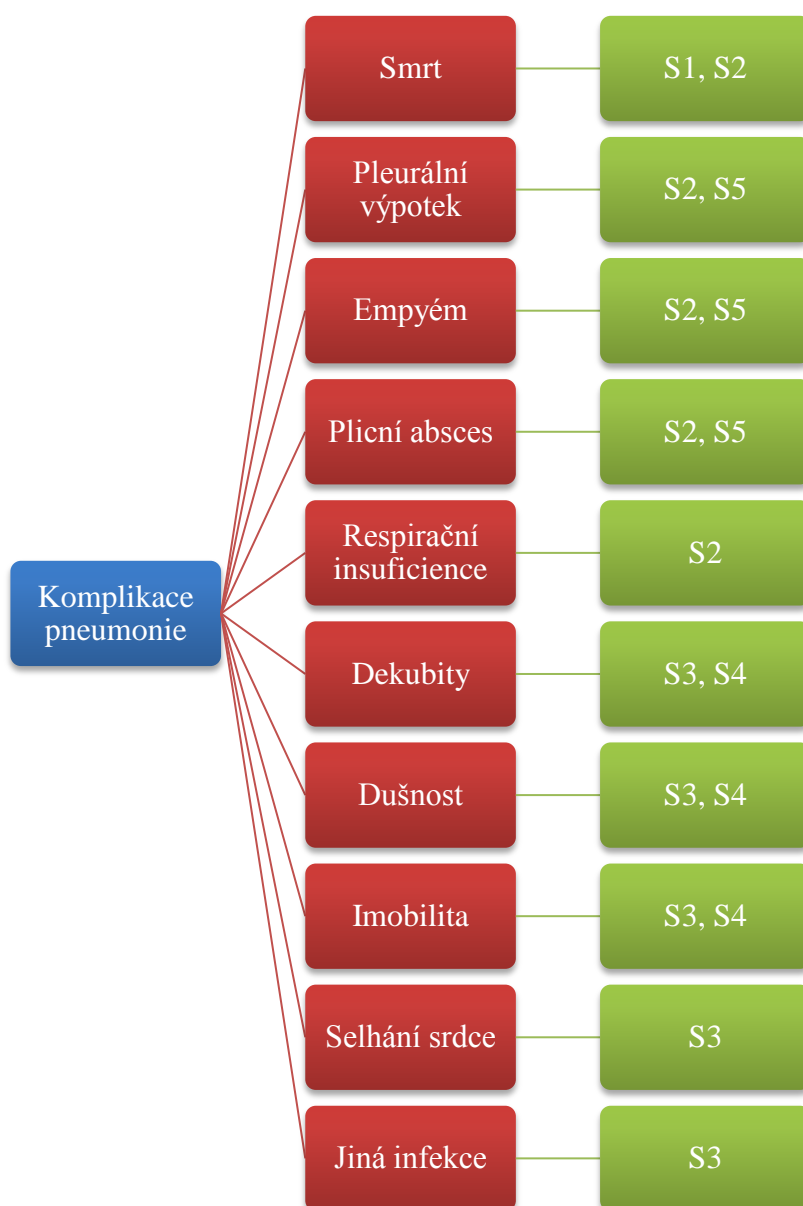 Smrt
S1, S2
Pleurální
výpotek
S2, S5
Empyém
S2, S5
Plicní absces
S2, S5
Respirační
insuficience
S2
Komplikace
pneumonie
Dekubity
S3, S4
Dušnost
S3, S4
Imobilita
S3, S4
Selhání srdce
S3
Jiná infekce
S3